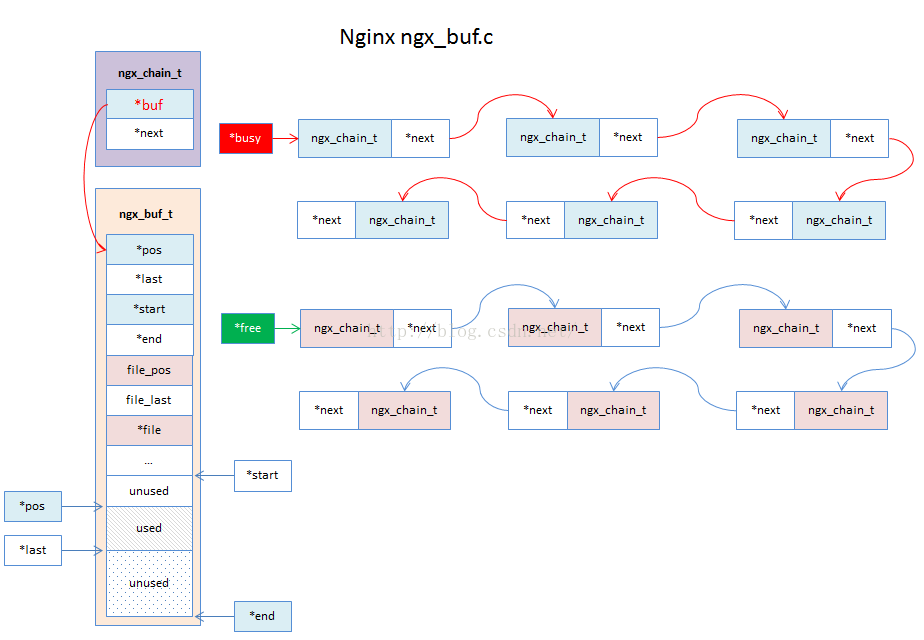 Nginx ngx_buf.c
ngx_chain_t
*buf
*next
ngx_buf_t
*pos
*last
*start
*end
file_pos
file_last
*file
...
unused
used
unused
*pos
*last
*start
*end
*busy
ngx_chain_t *next
ngx_chain_t *next
ngx_chain_t *next
*next ngx_chain_t
*next ngx_chain_t
*next ngx_chain_t
*free
ngx_chain_t *next
ngx_chain_t *next
ngx_chain_t *next
http://blog.csdn.net/
*next ngx_chain_t
*next ngx_chain_t
*next ngx_chain_t